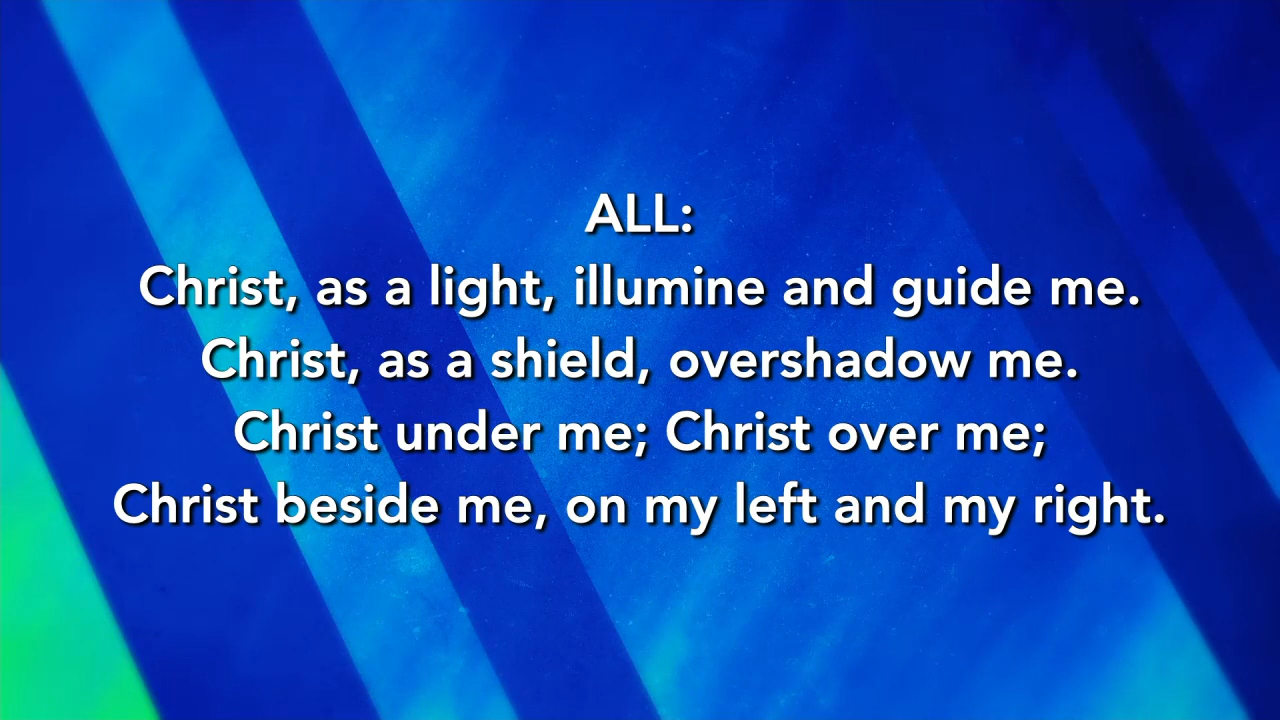 ALL:
Christ, as a light, illumine and guide me.
Christ, as a shield, overshadow me.
Christ under me; Christ over me;
Christ beside me, on my left and my right.